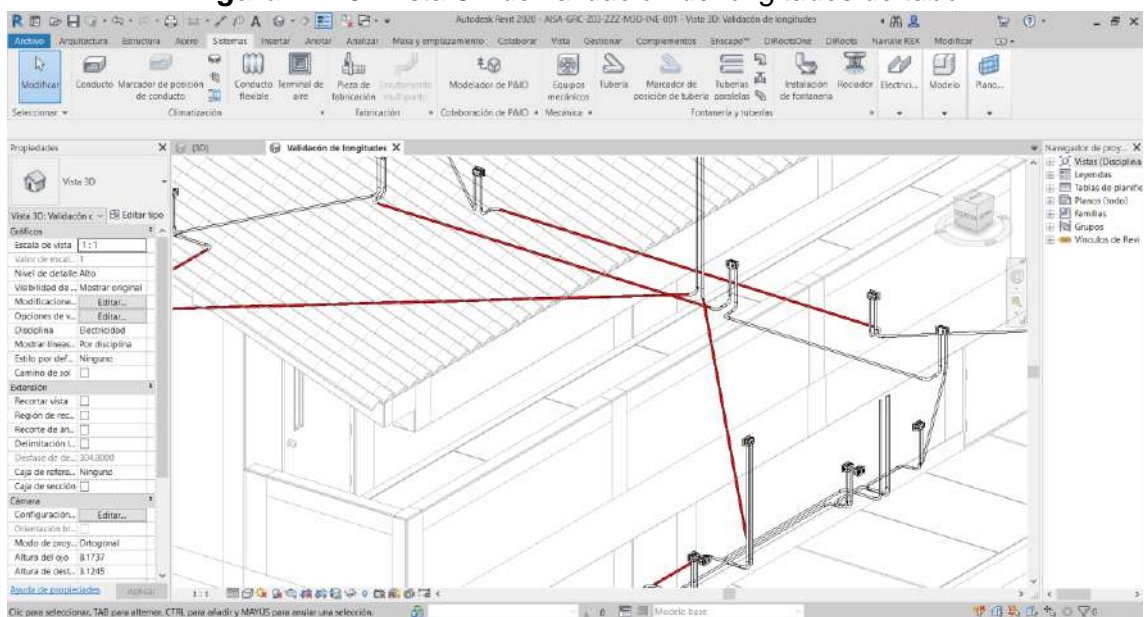 Autodesk Revit 2020 - AISA-GRC-203-ZZZ-M3D-INE-001 - Vista 3D: Validación de longitudes
Archivo Arquitectura Estructura Acero Sistemas Insertar Anotar Analizar Masa y emplazamiento Colaborar Vista Gestionar Complementos Enscape™ DiRootsOne DiRoots Naviate REX Modificar
Modificar
Conducto
Marcador de posición de conducto
Conducto flexible
Terminal de aire
Pieza de fabricación
Modelador de P&ID
Equipos mecánicos
Tubería
Marcador de posición de tubería
Tuberías paralelas
Instalación de fontanería
Rociador
Electrici...
Modelo
Plano...
Seleccionar
Climatización
Fabricación
Colaboración de P&ID
Mecánica
Fontanería y tuberías
Propiedades
{3D}
Validación de longitudes
Vista 3D
Vista 3D: Validación c
Editar tipo
Gráficos
Escala de vista 1 : 1
Valor de escal... 1
Nivel de detalle Alto
Visibilidad de ... Mostrar original
Modificacione... Editar...
Opciones de v... Editar...
Disciplina Electricidad
Mostrar líneas... Por disciplina
Estilo por def... Ninguno
Camino de sol
Extensión
Recortar vista
Región de rec...
Recorte de an...
Delimitación l...
Desfase de de... 304.8000
Caja de refere... Ninguno
Caja de sección
Cámara
Configuración... Editar...
Modo de proy... Ortogonal
Altura del ojo 8.1737
Altura de dest... 3.1245
Ayuda de propiedades
Aplicar
Navegador de proy...
Vistas (Disciplina
Leyendas
Tablas de planific
Planos (todo)
Familias
Grupos
Vínculos de Revi
1 : 1
Clic para seleccionar, TAB para alternar, CTRL para añadir y MAYÚS para anular una selección.
Modelo base